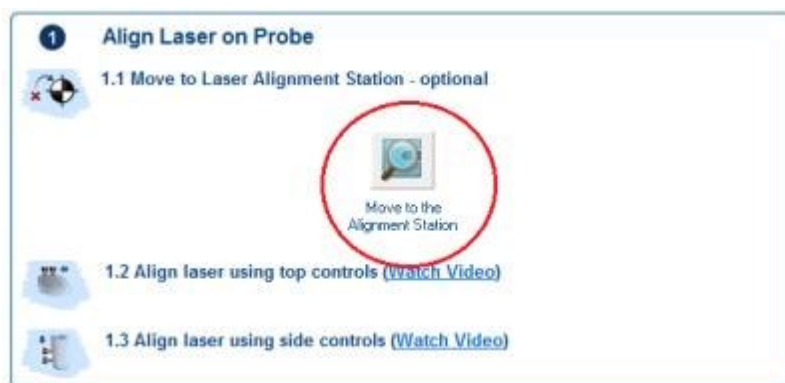 1 Align Laser on Probe
1.1 Move to Laser Alignment Station - optional
Move to the
Alignment Station
1.2 Align laser using top controls (Watch Video)
1.3 Align laser using side controls (Watch Video)